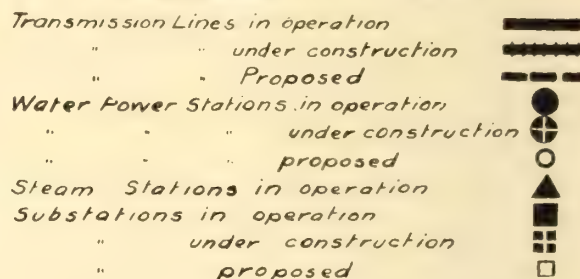 Transmission Lines in operation
" " under construction
" " Proposed
Water Power Stations in operation
" " " under construction
" " " proposed
Steam Stations in operation
Substations in operation
" under construction
" proposed